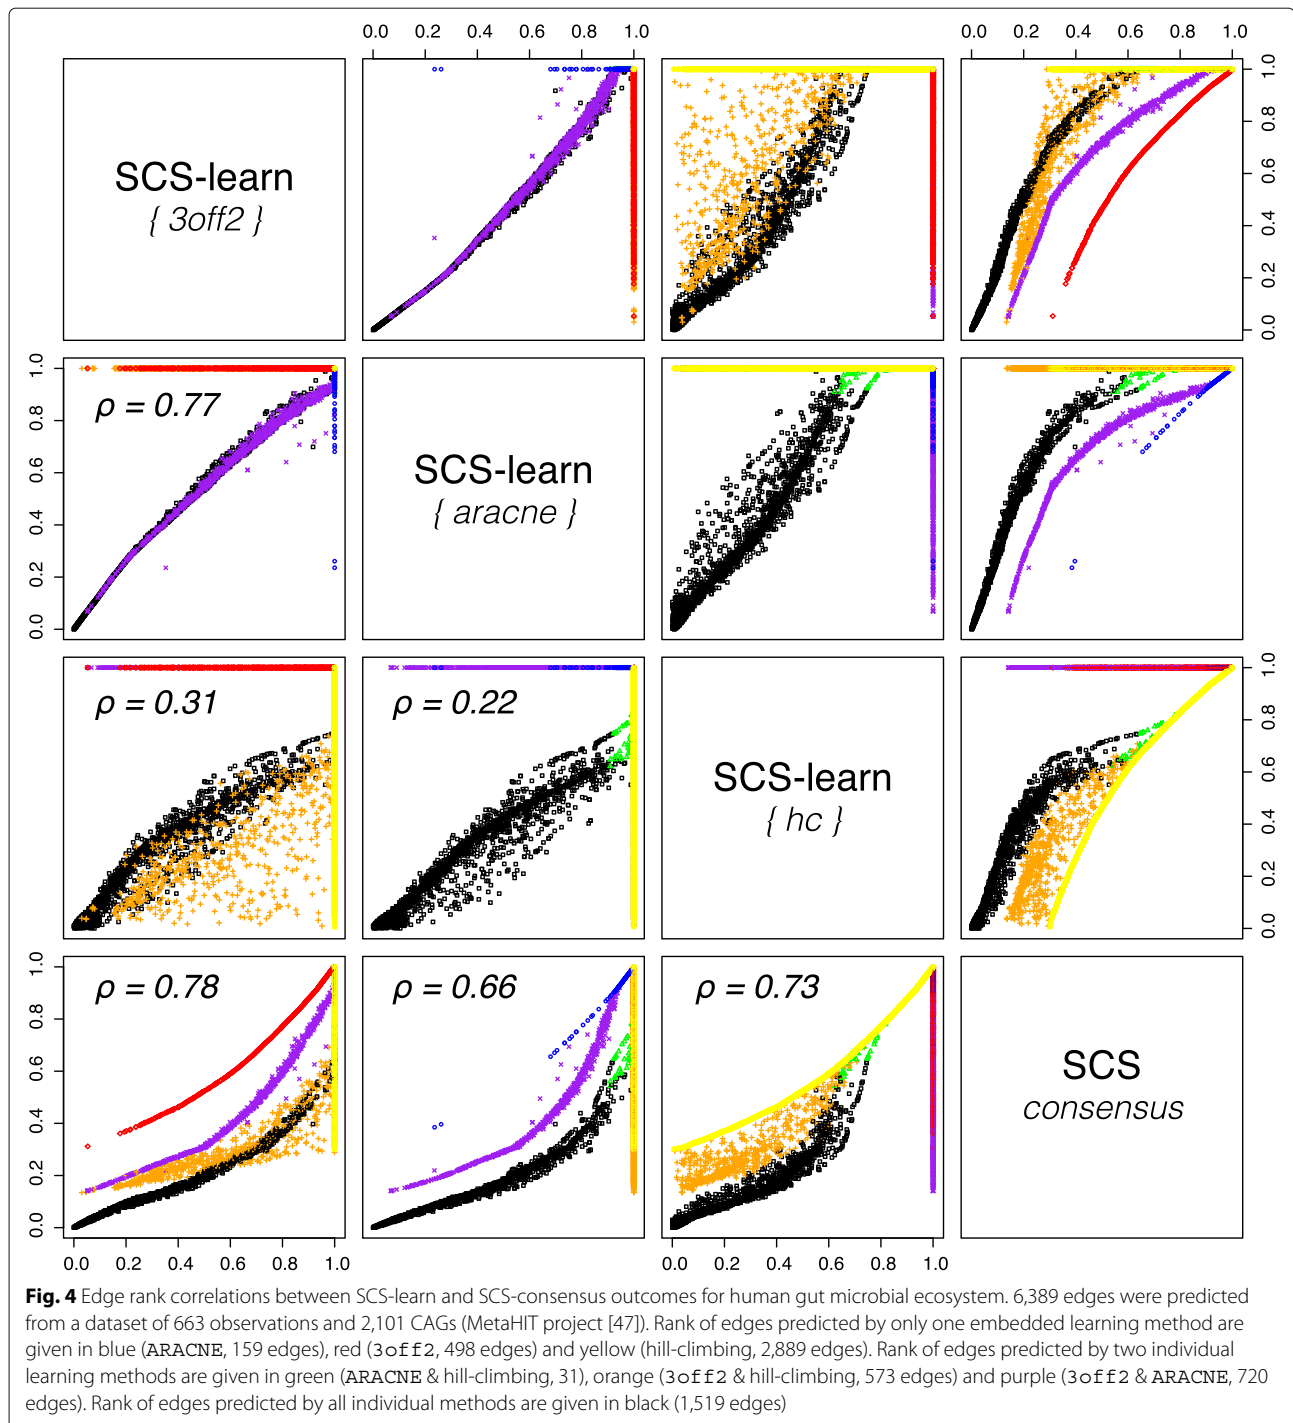 0.0 0.2 0.4 0.6 0.8 1.0
0.0 0.2 0.4 0.6 0.8 1.0
SCS-learn
{ 3off2 }
0.0 0.2 0.4 0.6 0.8 1.0
0.0 0.2 0.4 0.6 0.8 1.0
ρ = 0.77
SCS-learn
{ aracne }
ρ = 0.31
ρ = 0.22
SCS-learn
{ hc }
0.0 0.2 0.4 0.6 0.8 1.0
0.0 0.2 0.4 0.6 0.8 1.0
ρ = 0.78
ρ = 0.66
ρ = 0.73
SCS
consensus
0.0 0.2 0.4 0.6 0.8 1.0
0.0 0.2 0.4 0.6 0.8 1.0
Fig. 4 Edge rank correlations between SCS-learn and SCS-consensus outcomes for human gut microbial ecosystem. 6,389 edges were predicted
from a dataset of 663 observations and 2,101 CAGs (MetaHIT project [47]). Rank of edges predicted by only one embedded learning method are
given in blue (ARACNE, 159 edges), red (3off2, 498 edges) and yellow (hill-climbing, 2,889 edges). Rank of edges predicted by two individual
learning methods are given in green (ARACNE & hill-climbing, 31), orange (3off2 & hill-climbing, 573 edges) and purple (3off2 & ARACNE, 720
edges). Rank of edges predicted by all individual methods are given in black (1,519 edges)